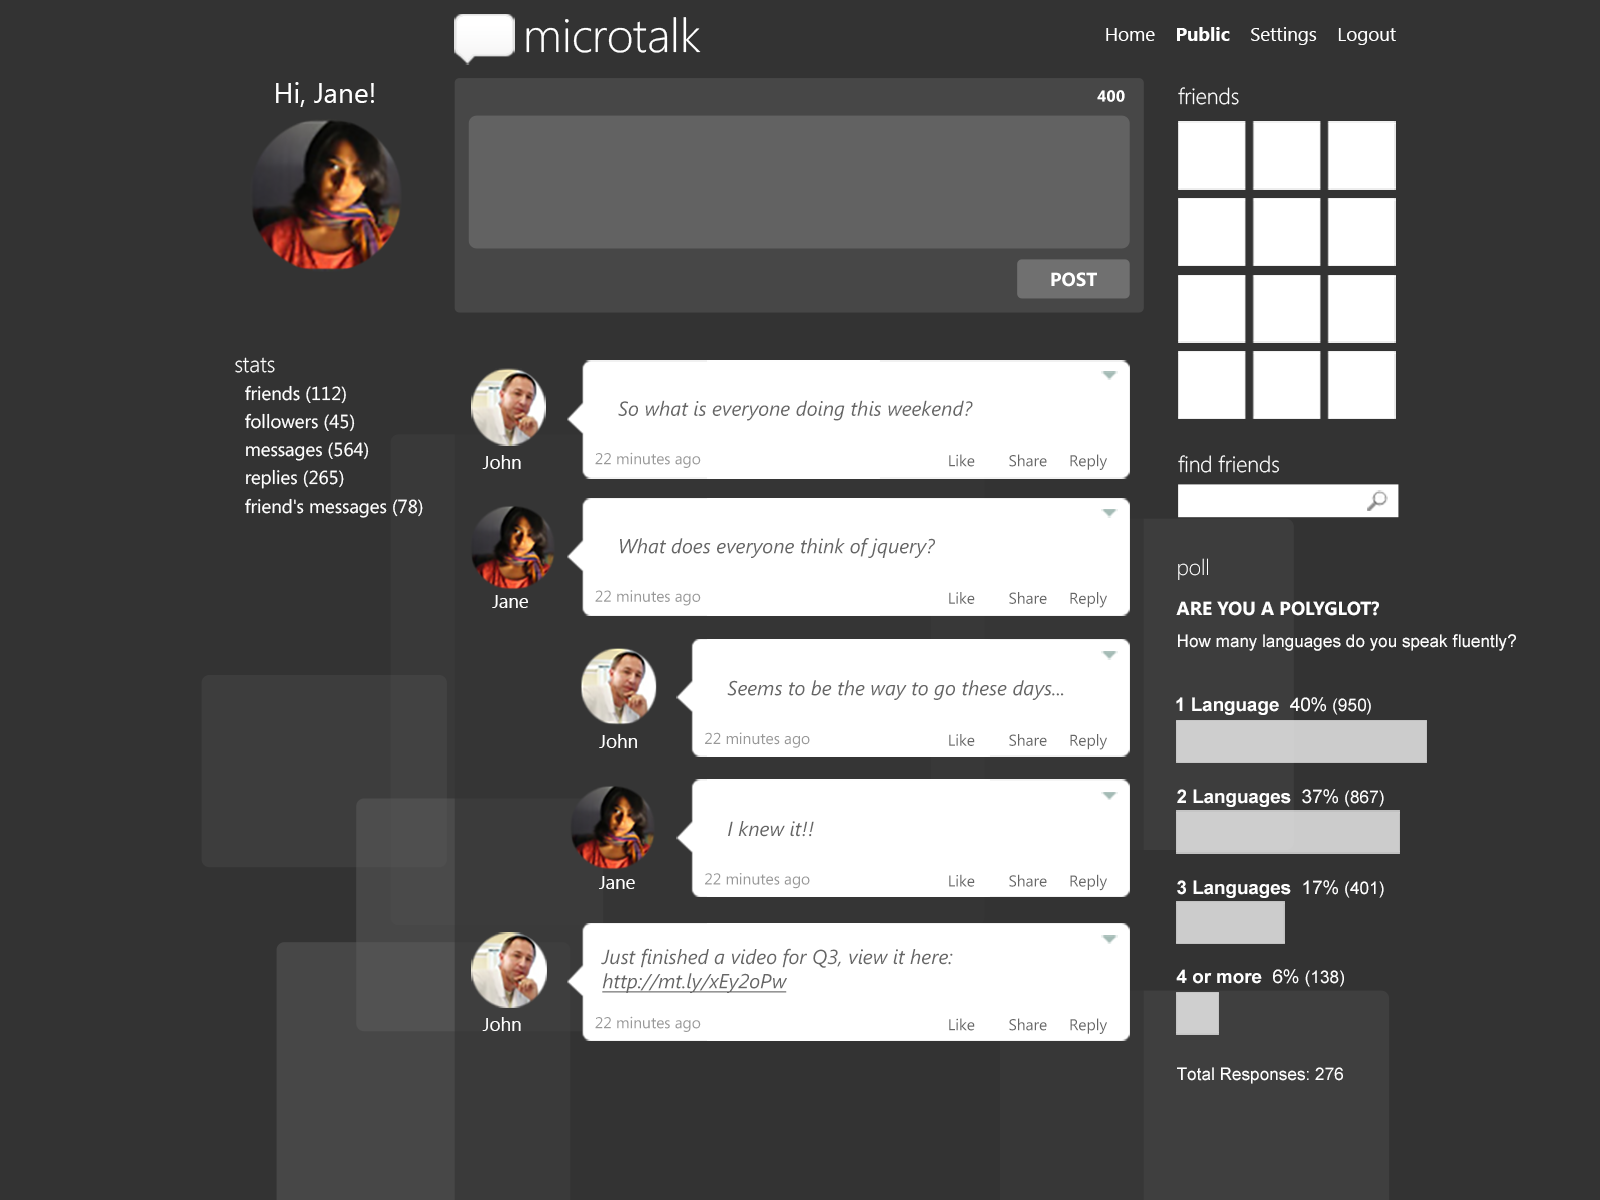 microtalk
Home Public Settings Logout
Hi, Jane!
400
POST
friends
stats
friends (112)
followers (45)
messages (564)
replies (265)
friend's messages (78)
So what is everyone doing this weekend?
22 minutes ago Like Share Reply
John
What does everyone think of jquery?
22 minutes ago Like Share Reply
Jane
Seems to be the way to go these days...
22 minutes ago Like Share Reply
John
I knew it!!
22 minutes ago Like Share Reply
Jane
Just finished a video for Q3, view it here:
http://mt.ly/xEy2oPw
22 minutes ago Like Share Reply
John
find friends
poll
ARE YOU A POLYGLOT?
How many languages do you speak fluently?
1 Language 40% (950)
2 Languages 37% (867)
3 Languages 17% (401)
4 or more 6% (138)
Total Responses: 276